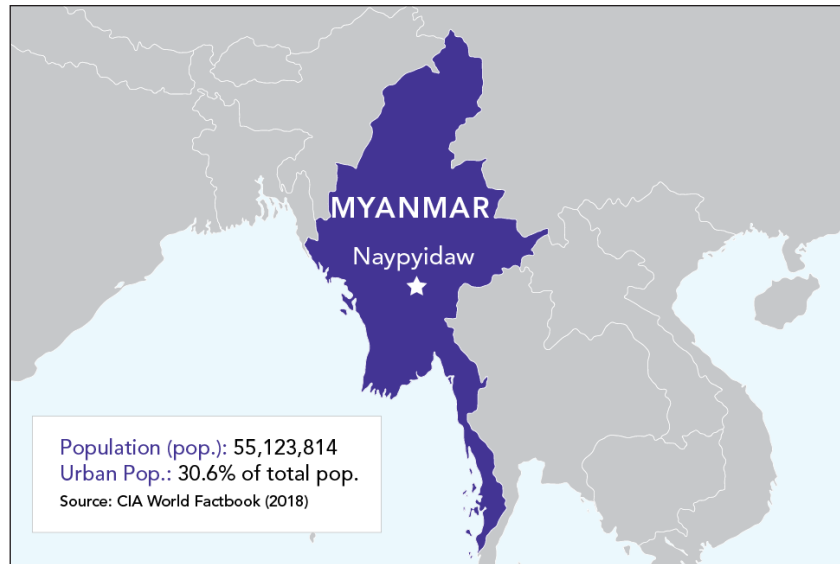 MYANMAR
Naypyidaw
Population (pop.): 55,123,814
Urban Pop.: 30.6% of total pop.
Source: CIA World Factbook (2018)